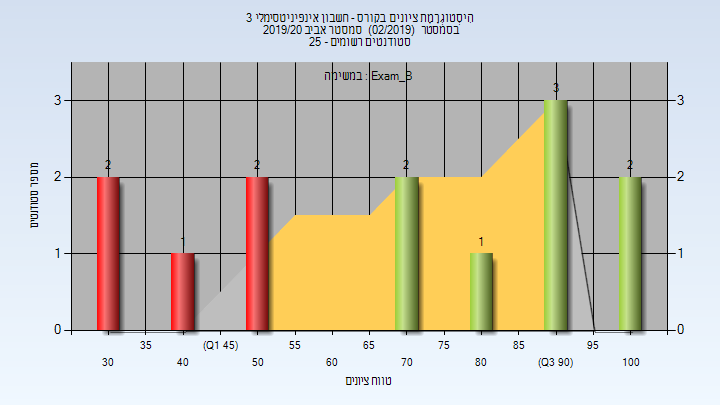 היסטוגרמת ציונים בקורס - חשבון אינפיניטסימלי 3
בסמסטר (02/2019) סמסטר אביב 2019/20
סטודנטים רשומים - 25
במשימה : Exam_B
מספר סטודנטים
3
2
1
0
3
2
1
0
2
1
2
2
1
3
2
35 (Q1 45) 55 65 75 85 95
30 40 50 60 70 80 (Q3 90) 100
טווח ציונים